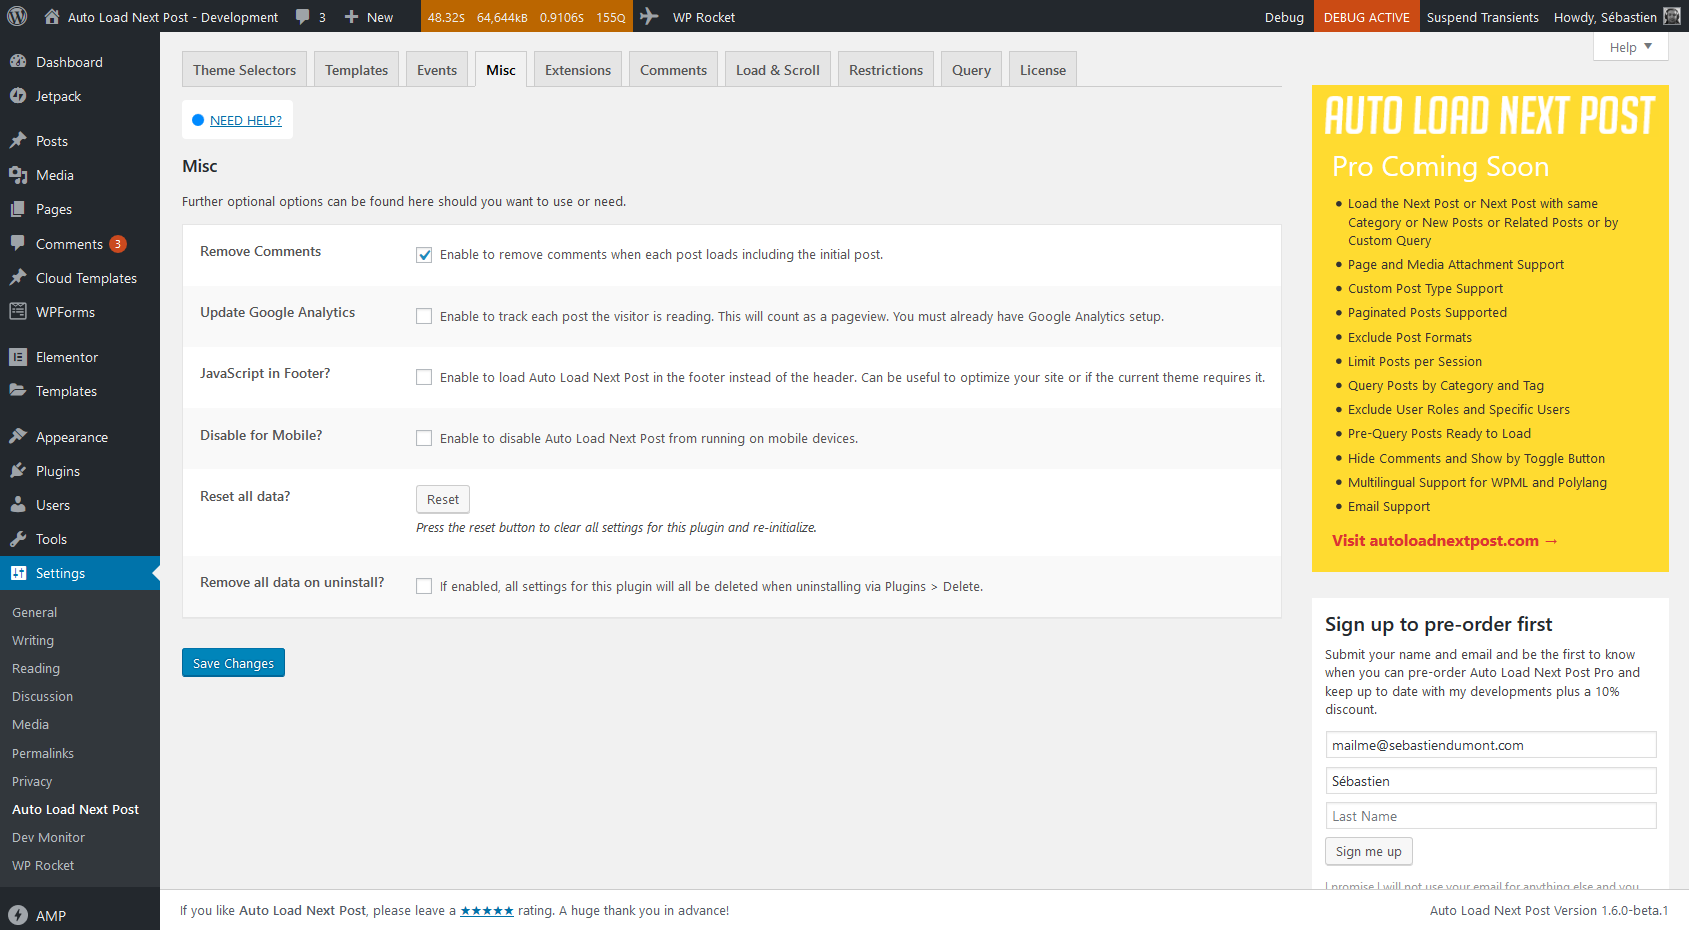 Auto Load Next Post - Development 3 New 48.32S 64,644kB 0.9106S 155Q WP Rocket Debug DEBUG ACTIVE Suspend Transients Howdy, Sébastien
Help
Dashboard
Jetpack
Posts
Media
Pages
Comments 3
Cloud Templates
WPForms
Elementor
Templates
Appearance
Plugins
Users
Tools
Settings
General
Writing
Reading
Discussion
Media
Permalinks
Privacy
Auto Load Next Post
Dev Monitor
WP Rocket
AMP
Theme Selectors Templates Events Misc Extensions Comments Load & Scroll Restrictions Query License
NEED HELP?
Misc
Further optional options can be found here should you want to use or need.
Remove Comments Enable to remove comments when each post loads including the initial post.
Update Google Analytics Enable to track each post the visitor is reading. This will count as a pageview. You must already have Google Analytics setup.
JavaScript in Footer? Enable to load Auto Load Next Post in the footer instead of the header. Can be useful to optimize your site or if the current theme requires it.
Disable for Mobile? Enable to disable Auto Load Next Post from running on mobile devices.
Reset all data? Reset
Press the reset button to clear all settings for this plugin and re-initialize.
Remove all data on uninstall? If enabled, all settings for this plugin will all be deleted when uninstalling via Plugins > Delete.
Save Changes
AUTO LOAD NEXT POST
Pro Coming Soon
Load the Next Post or Next Post with same
Category or New Posts or Related Posts or by
Custom Query
Page and Media Attachment Support
Custom Post Type Support
Paginated Posts Supported
Exclude Post Formats
Limit Posts per Session
Query Posts by Category and Tag
Exclude User Roles and Specific Users
Pre-Query Posts Ready to Load
Hide Comments and Show by Toggle Button
Multilingual Support for WPML and Polylang
Email Support
Visit autoloadnextpost.com →
Sign up to pre-order first
Submit your name and email and be the first to know
when you can pre-order Auto Load Next Post Pro and
keep up to date with my developments plus a 10%
discount.
mailme@sebastiendumont.com
Sébastien
Last Name
Sign me up
I promise I will not use your email for anything else and you
If you like Auto Load Next Post, please leave a ★★★★★ rating. A huge thank you in advance!
Auto Load Next Post Version 1.6.0-beta.1